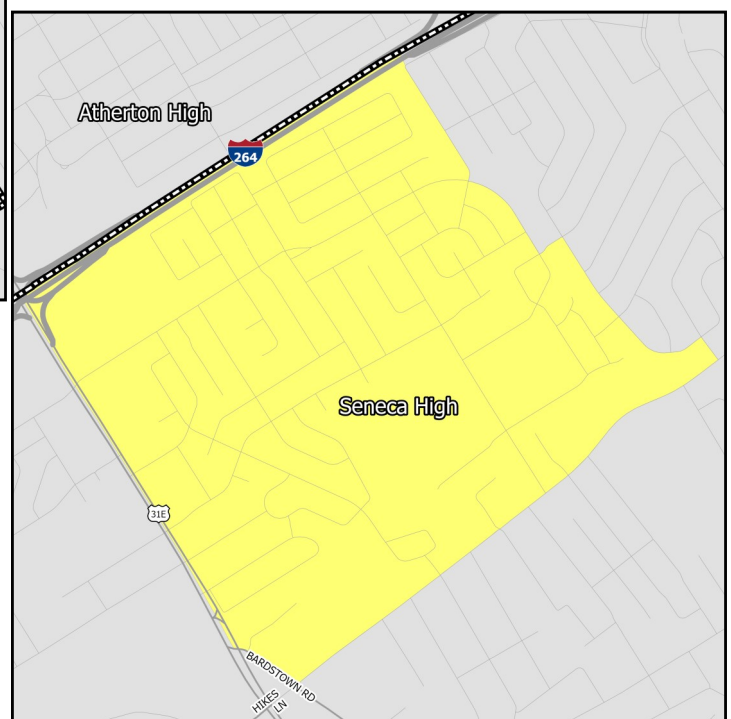 Atherton High
264
Seneca High
31E
BARDSTOWN RD
HIKES
LN